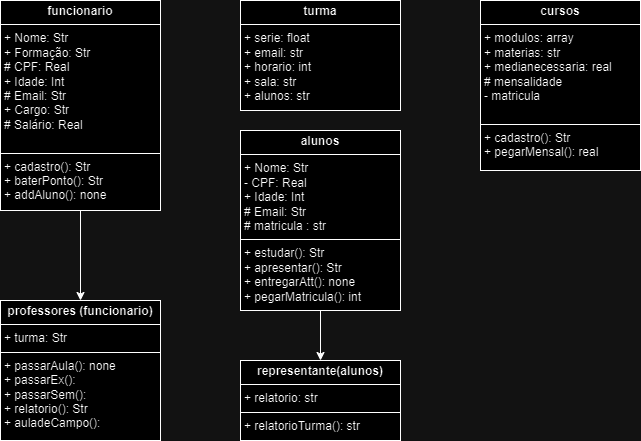 funcionario
+ Nome: Str
+ Formação: Str
# CPF: Real
+ Idade: Int
# Email: Str
+ Cargo: Str
# Salário: Real
+ cadastro(): Str
+ baterPonto(): Str
+ addAluno(): none
professores (funcionario)
+ turma: Str
+ passarAula(): none
+ passarEx():
+ passarSem():
+ relatorio(): Str
+ auladeCampo():
turma
+ serie: float
+ email: str
+ horario: int
+ sala: str
+ alunos: str
alunos
+ Nome: Str
- CPF: Real
+ Idade: Int
# Email: Str
# matricula : str
+ estudar(): Str
+ apresentar(): Str
+ entregarAtt(): none
+ pegarMatricula(): int
representante(alunos)
+ relatorio: str
+ relatorioTurma(): str
cursos
+ modulos: array
+ materias: str
+ medianecessaria: real
# mensalidade
- matricula
+ cadastro(): Str
+ pegarMensal(): real